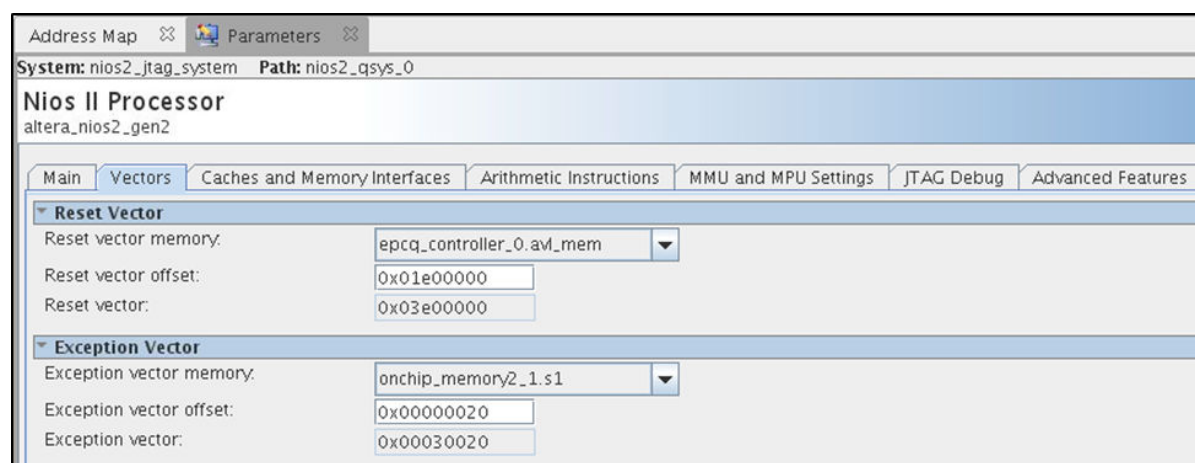 Address Map Parameters
System: nios2_jtag_system Path: nios2_qsys_0
Nios II Processor
altera_nios2_gen2
Main Vectors Caches and Memory Interfaces Arithmetic Instructions MMU and MPU Settings JTAG Debug Advanced Features
Reset Vector
Reset vector memory: epcq_controller_0.avl_mem
Reset vector offset: 0x01e00000
Reset vector: 0x03e00000
Exception Vector
Exception vector memory: onchip_memory2_1.s1
Exception vector offset: 0x00000020
Exception vector: 0x00030020